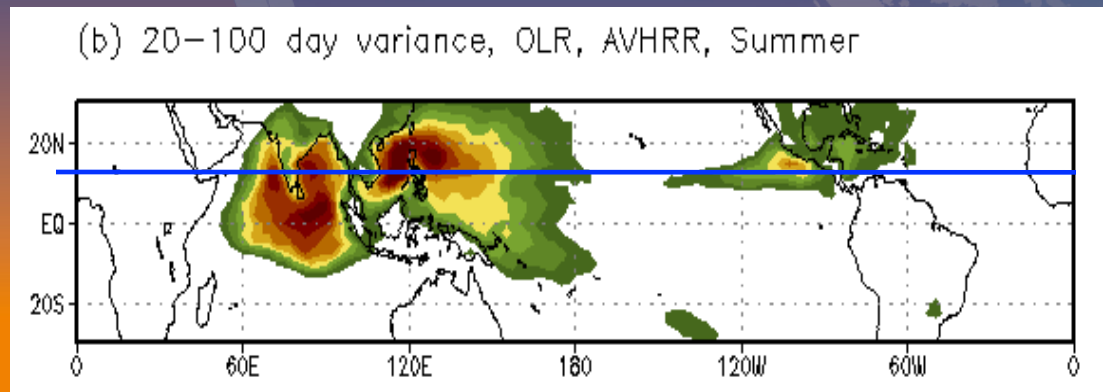 (b) 20-100 day variance, OLR, AVHRR, Summer
20N
EQ
20S
0 60E 120E 180 120W 60W 0